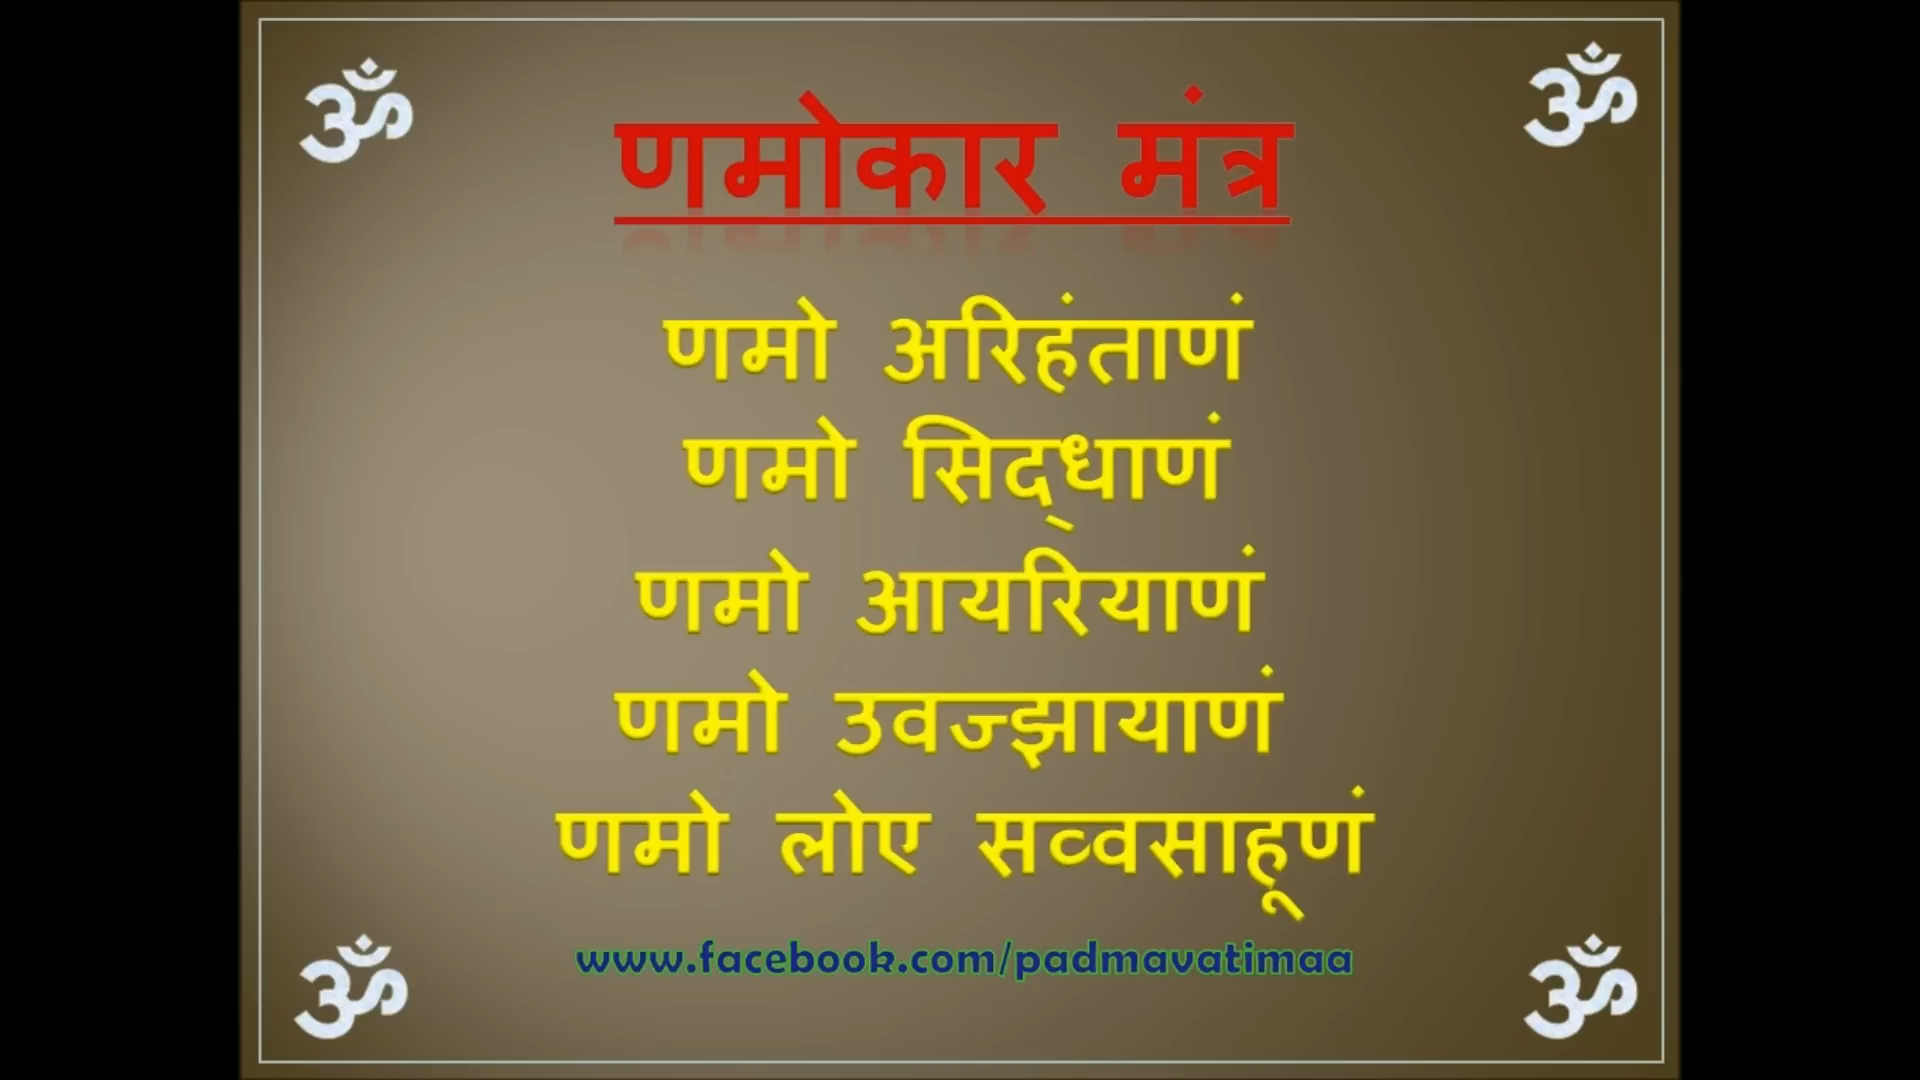 ॐ ॐ
णमोकार मंत्र
णमो अरिहंताणं
णमो सिद्धाणं
णमो आयरियाणं
णमो उवज्झायाणं
णमो लोए सव्वसाहूणं
www.facebook.com/padmavatimaa
ॐ ॐ